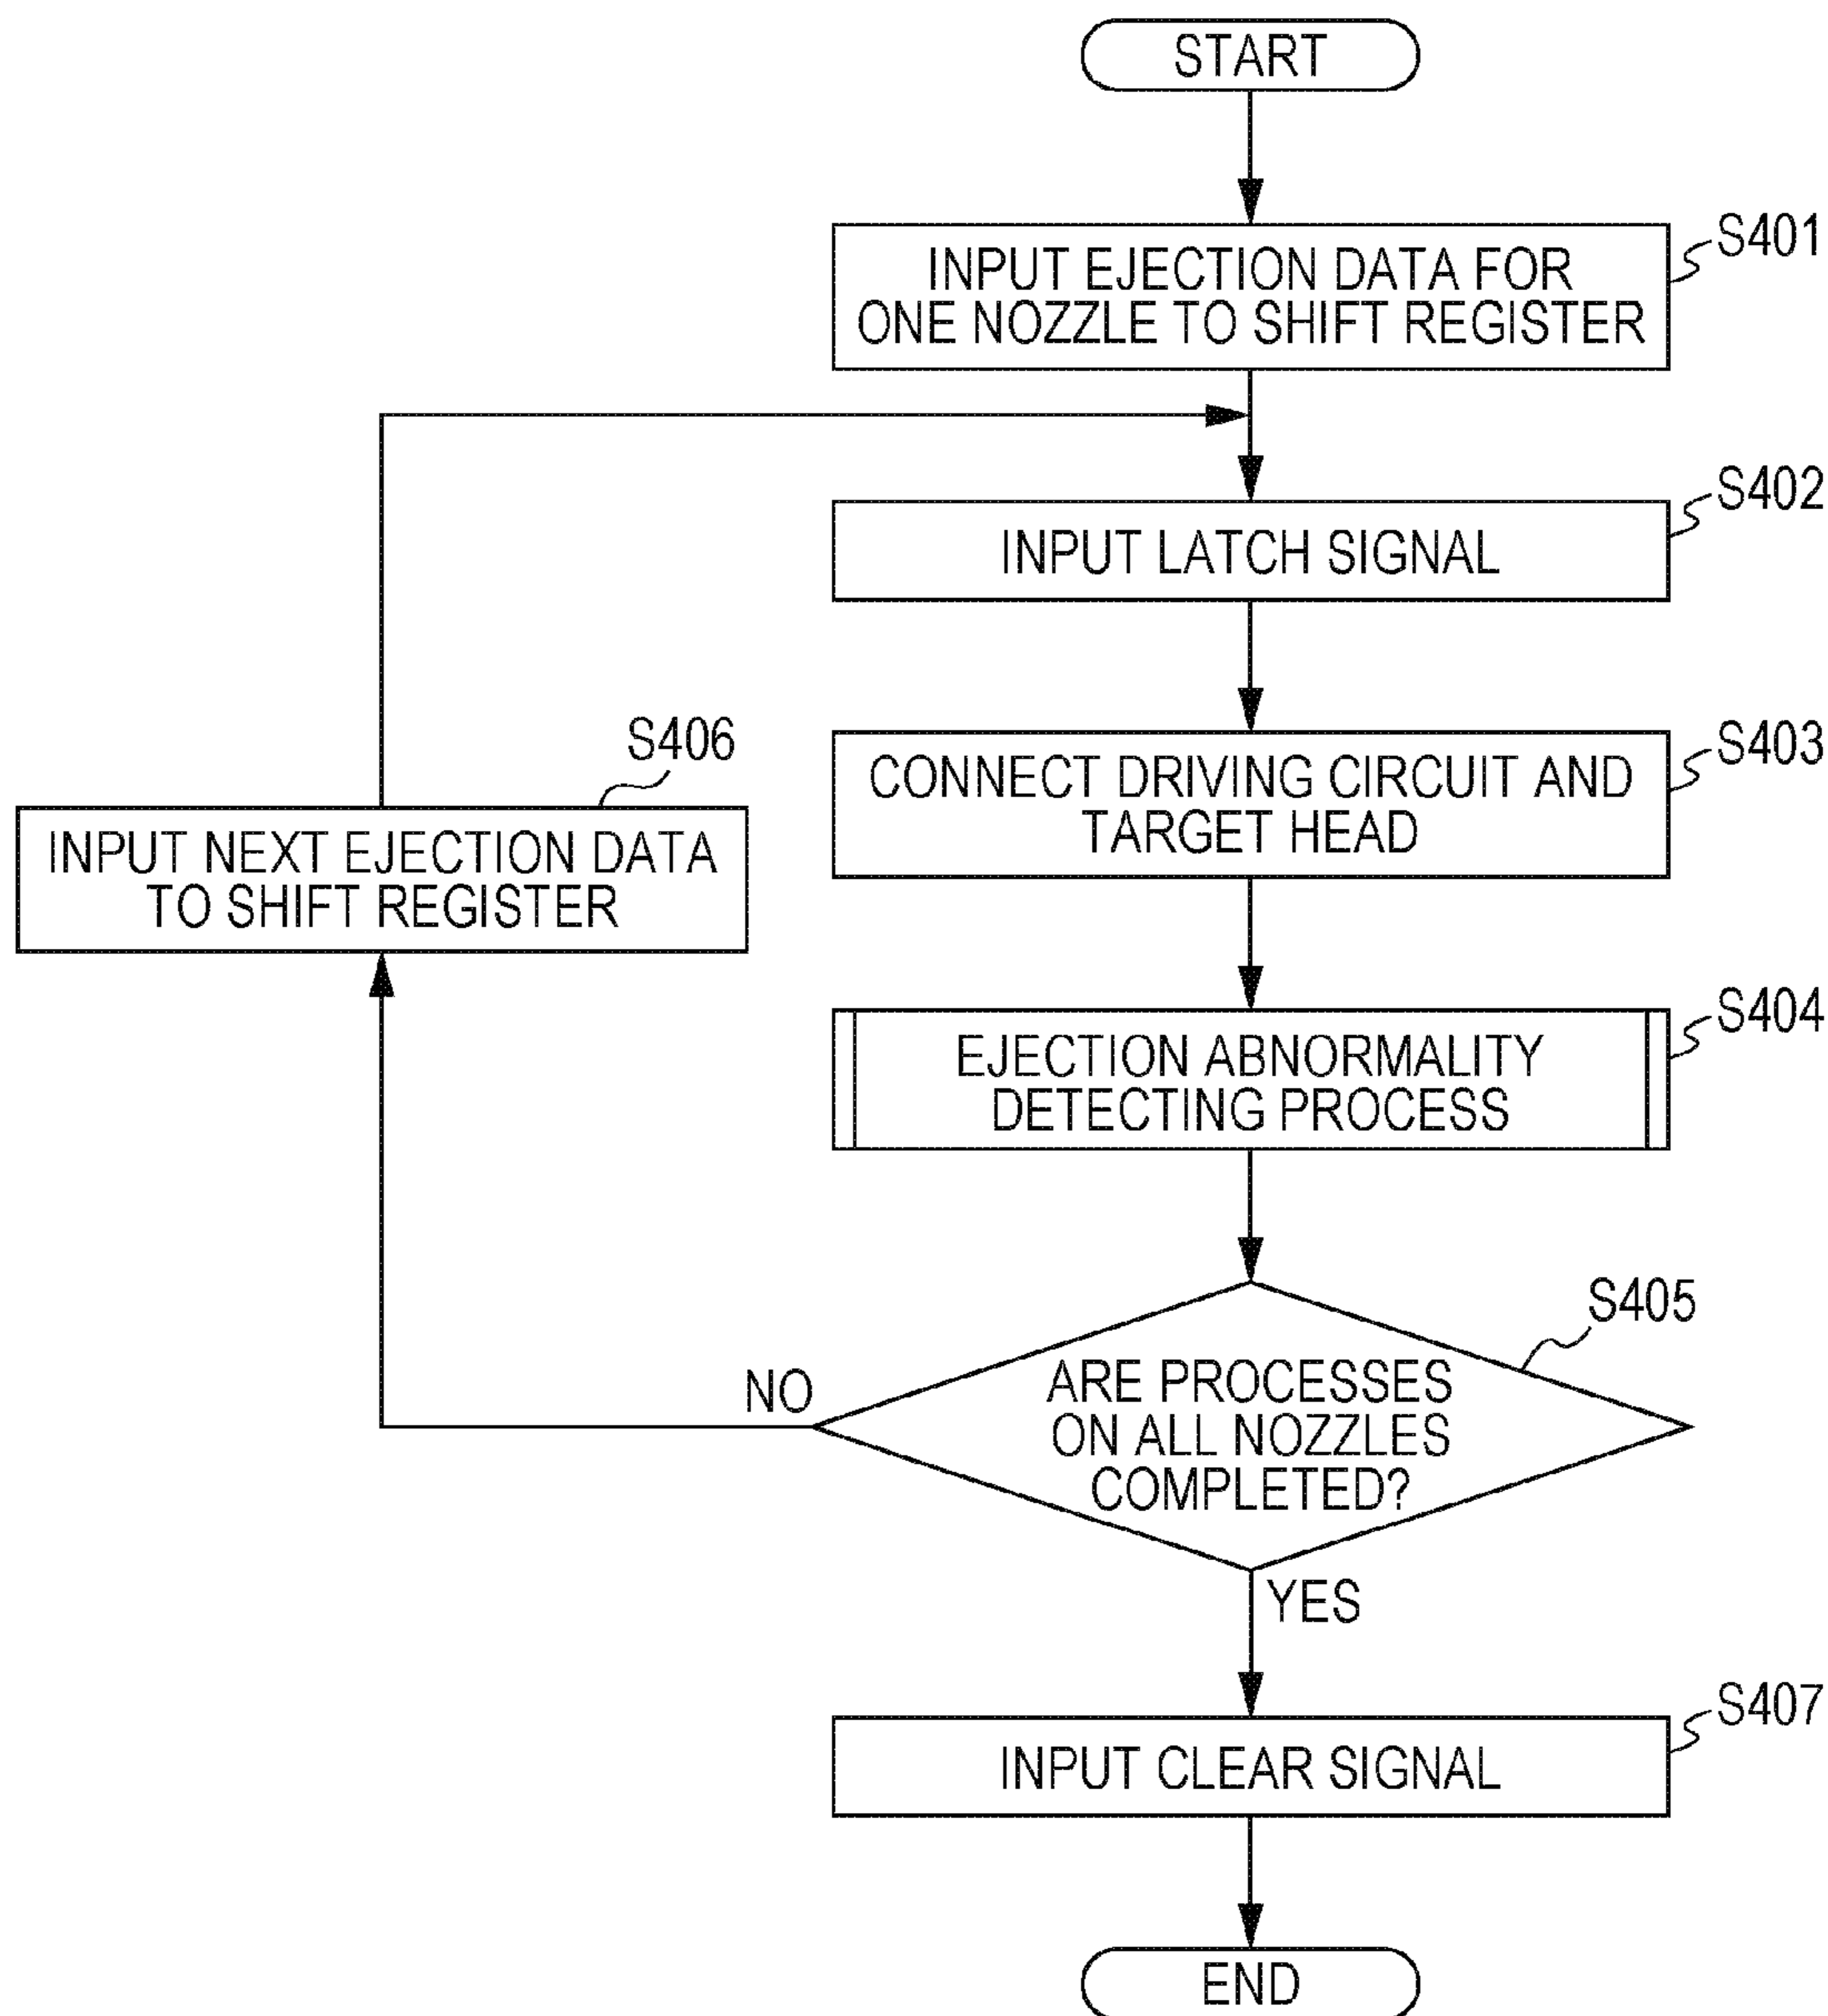 START
S401
INPUT EJECTION DATA FOR
ONE NOZZLE TO SHIFT REGISTER
S402
INPUT LATCH SIGNAL
S403
CONNECT DRIVING CIRCUIT AND
TARGET HEAD
S406
INPUT NEXT EJECTION DATA
TO SHIFT REGISTER
S404
EJECTION ABNORMALITY
DETECTING PROCESS
S405
ARE PROCESSES
ON ALL NOZZLES
COMPLETED?
NO
YES
S407
INPUT CLEAR SIGNAL
END